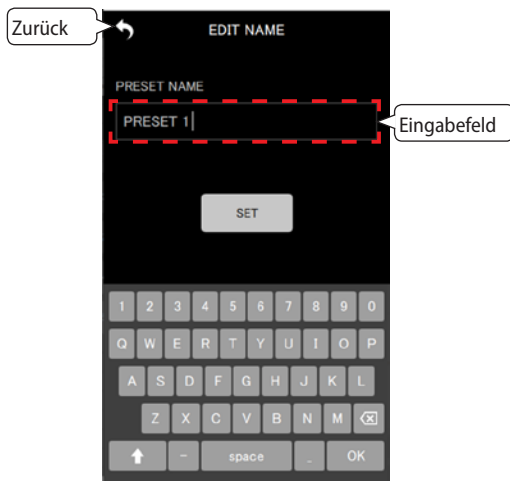 Zurück
EDIT NAME
PRESET NAME
PRESET 1
Eingabefeld
SET
1 2 3 4 5 6 7 8 9 0
Q W E R T Y U I O P
A S D F G H J K L
Z X C V B N M
- space _ OK